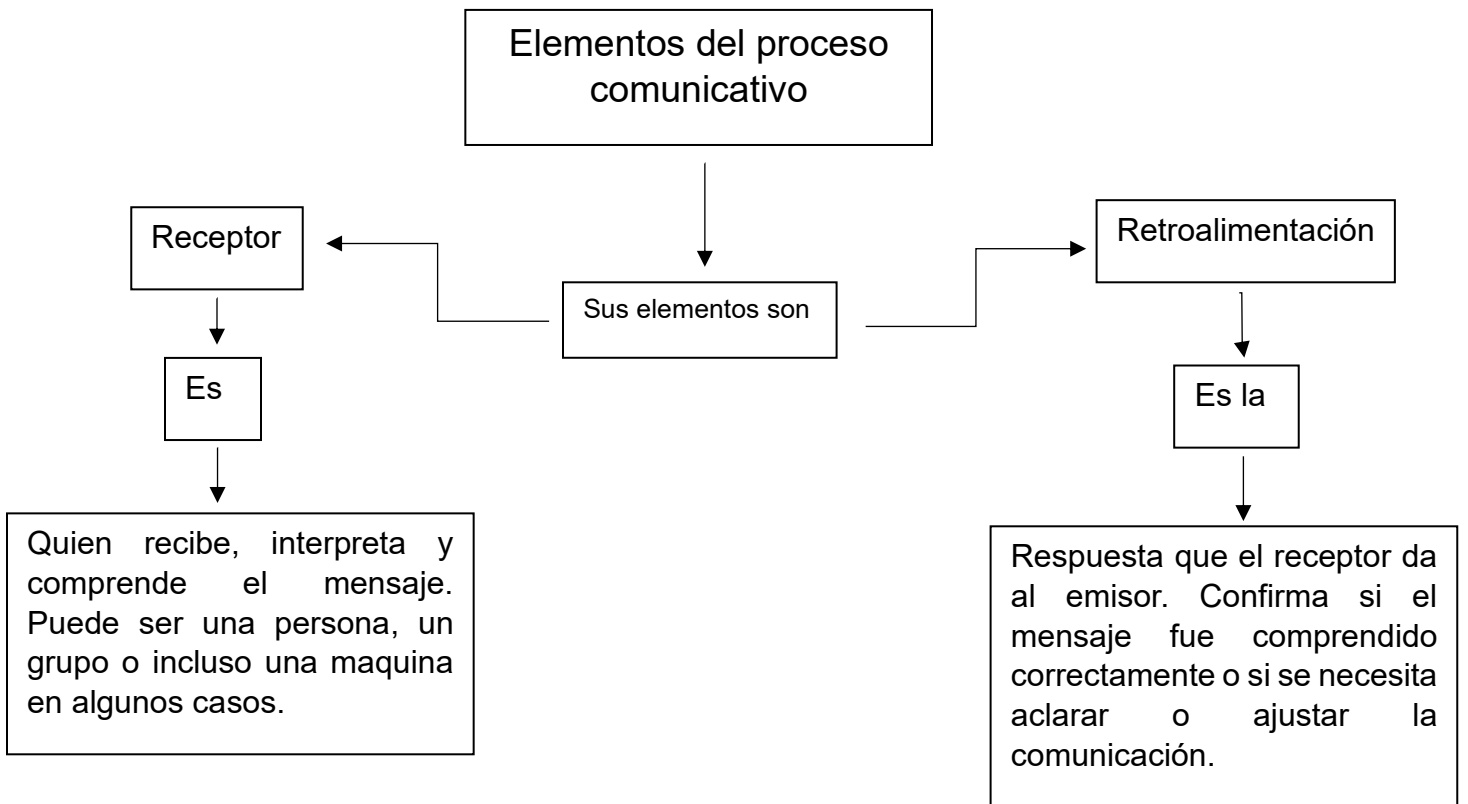 Elementos del proceso
comunicativo
Receptor
Retroalimentación
Sus elementos son
Es
Es la
Quien recibe, interpreta y
comprende el mensaje.
Puede ser una persona, un
grupo o incluso una maquina
en algunos casos.
Respuesta que el receptor da
al emisor. Confirma si el
mensaje fue comprendido
correctamente o si se necesita
aclarar o ajustar la
comunicación.